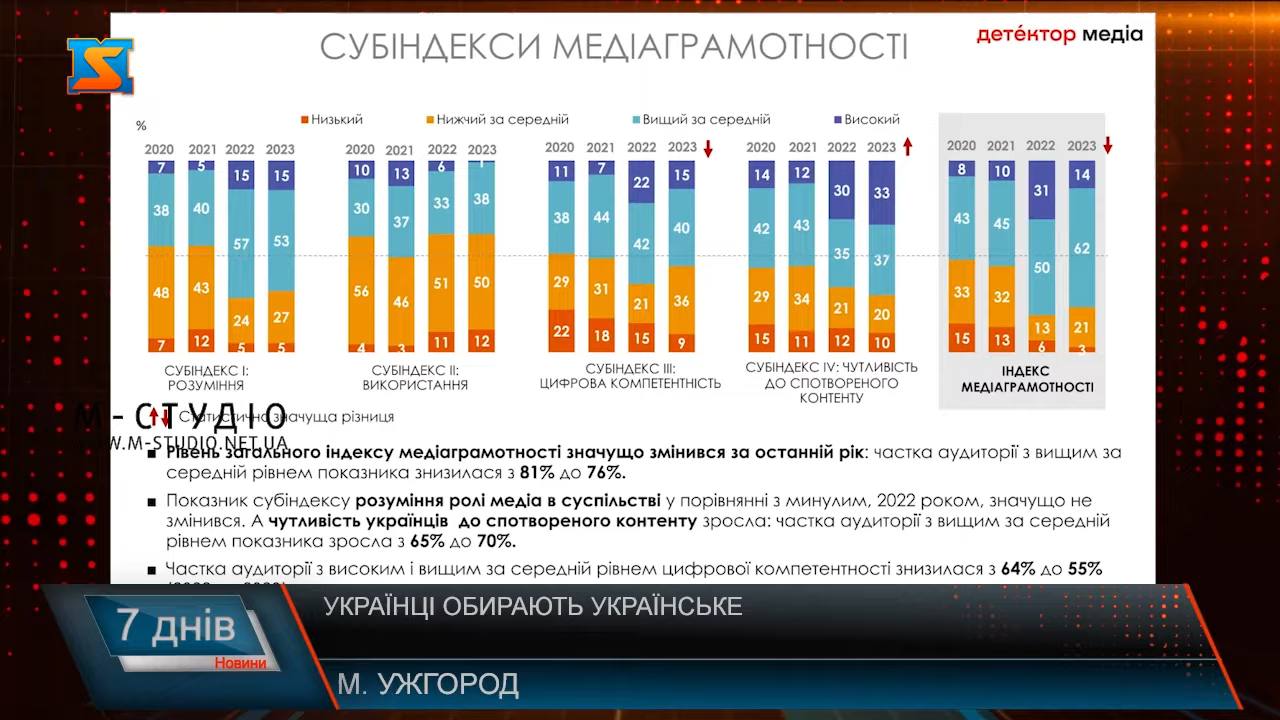 СУБІНДЕКСИ МЕДІАГРАМОТНОСТІ
дете́ктор медіа
%
Низький Нижчий за середній Вищий за середній Високий
2020 2021 2022 2023
7 5 15 15
38 40 57 53
48 43 24 27
7 12 5 5
СУБІНДЕКС I:
РОЗУМІННЯ
2020 2021 2022 2023
10 13 6 1
30 37 33 38
56 46 51 50
4 3 11 12
СУБІНДЕКС II:
ВИКОРИСТАННЯ
2020 2021 2022 2023
11 7 22 15
38 44 42 40
29 31 21 36
22 18 15 9
СУБІНДЕКС III:
ЦИФРОВА КОМПЕТЕНТНІСТЬ
2020 2021 2022 2023
14 12 30 33
42 43 35 37
29 34 21 20
15 11 12 10
СУБІНДЕКС IV: ЧУТЛИВІСТЬ
ДО СПОТВОРЕНОГО
КОНТЕНТУ
2020 2021 2022 2023
8 10 31 14
43 45 50 62
33 32 13 21
15 13 6 3
ІНДЕКС
МЕДІАГРАМОТНОСТІ
Статистично значуща різниця
М-СТУДІО
WWW.M-STUDIO.NET.UA
▪ Рівень загального індексу медіаграмотності значущо змінився за останній рік: частка аудиторії з вищим за
середній рівнем показника знизилася з 81% до 76%.
▪ Показник субіндексу розуміння ролі медіа в суспільстві у порівнянні з минулим, 2022 роком, значущо не
змінився. А чутливість українців до спотвореного контенту зросла: частка аудиторії з вищим за середній
рівнем показника зросла з 65% до 70%.
▪ Частка аудиторії з високим і вищим за середній рівнем цифрової компетентності знизилася з 64% до 55%
7 днів
Новини
УКРАЇНЦІ ОБИРАЮТЬ УКРАЇНСЬКЕ
М. УЖГОРОД